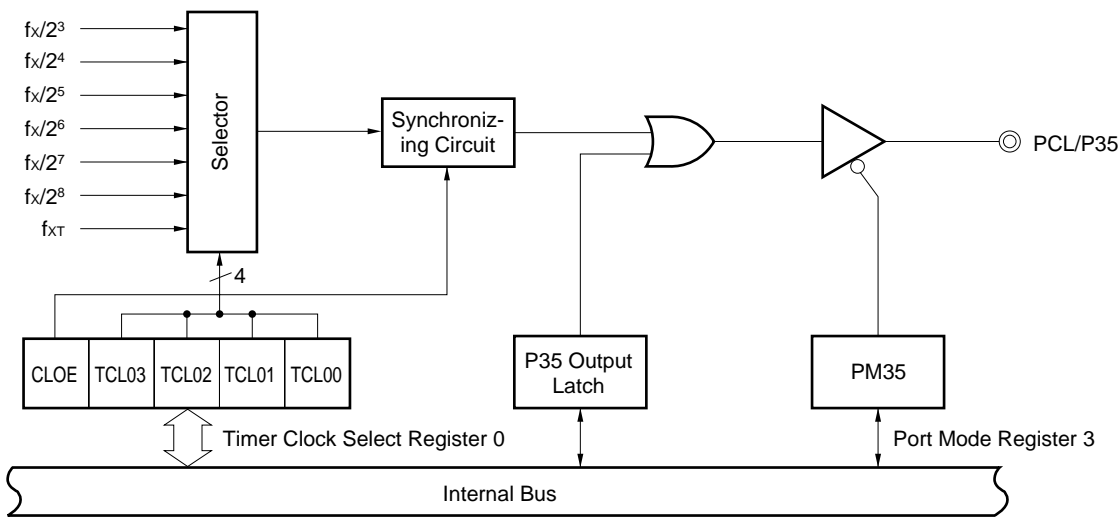 fX/2³
fX/2⁴
fX/2⁵
fX/2⁶
fX/2⁷
fX/2⁸
fXT
Selector
4
Synchroniz-
ing Circuit
PCL/P35
CLOE TCL03 TCL02 TCL01 TCL00
P35 Output
Latch
PM35
Timer Clock Select Register 0
Port Mode Register 3
Internal Bus